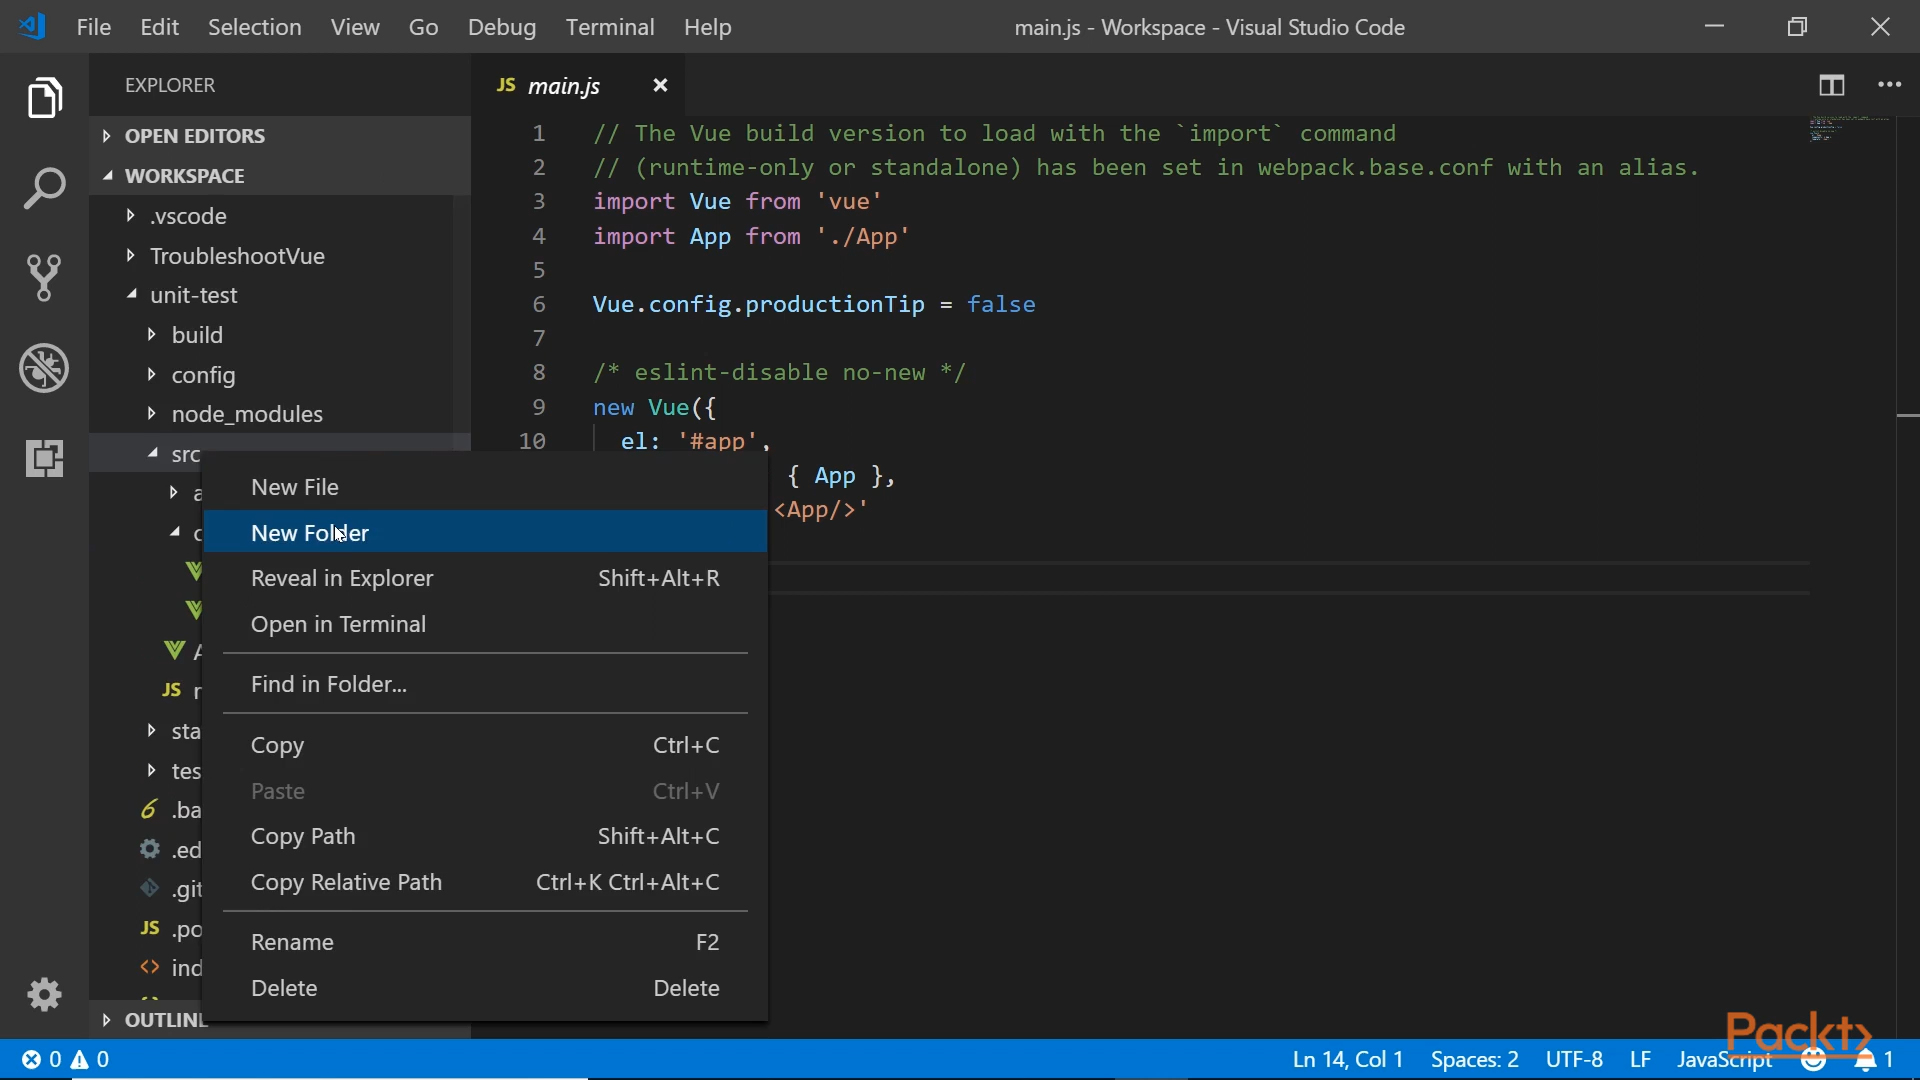 File Edit Selection View Go Debug Terminal Help
main.js - Workspace - Visual Studio Code
EXPLORER
OPEN EDITORS
WORKSPACE
.vscode
TroubleshootVue
unit-test
build
config
node_modules
src
JS
OUTLINE
JS main.js
1 // The Vue build version to load with the `import` command
2 // (runtime-only or standalone) has been set in webpack.base.conf with an alias.
3 import Vue from 'vue'
4 import App from './App'
5
6 Vue.config.productionTip = false
7
8 /* eslint-disable no-new */
9 new Vue({
10 el: '#app',
{ App },
<App/>'
New File
New Folder
Reveal in Explorer Shift+Alt+R
Open in Terminal
Find in Folder...
Copy Ctrl+C
Paste Ctrl+V
Copy Path Shift+Alt+C
Copy Relative Path Ctrl+K Ctrl+Alt+C
Rename F2
Delete Delete
Packt>
0 0
Ln 14, Col 1 Spaces: 2 UTF-8 LF JavaScript 1